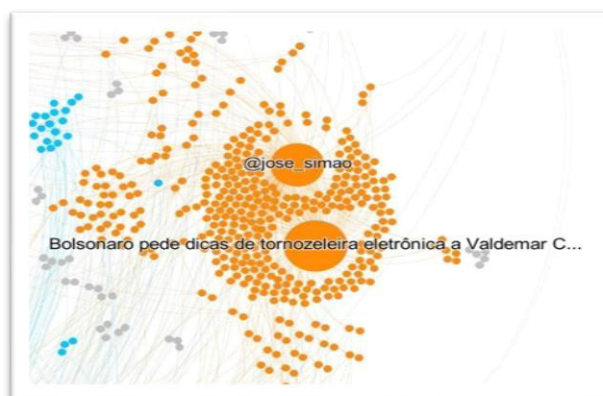 @jose_simao
Bolsonaro pede dicas de tornozeleira eletrônica a Valdemar C...